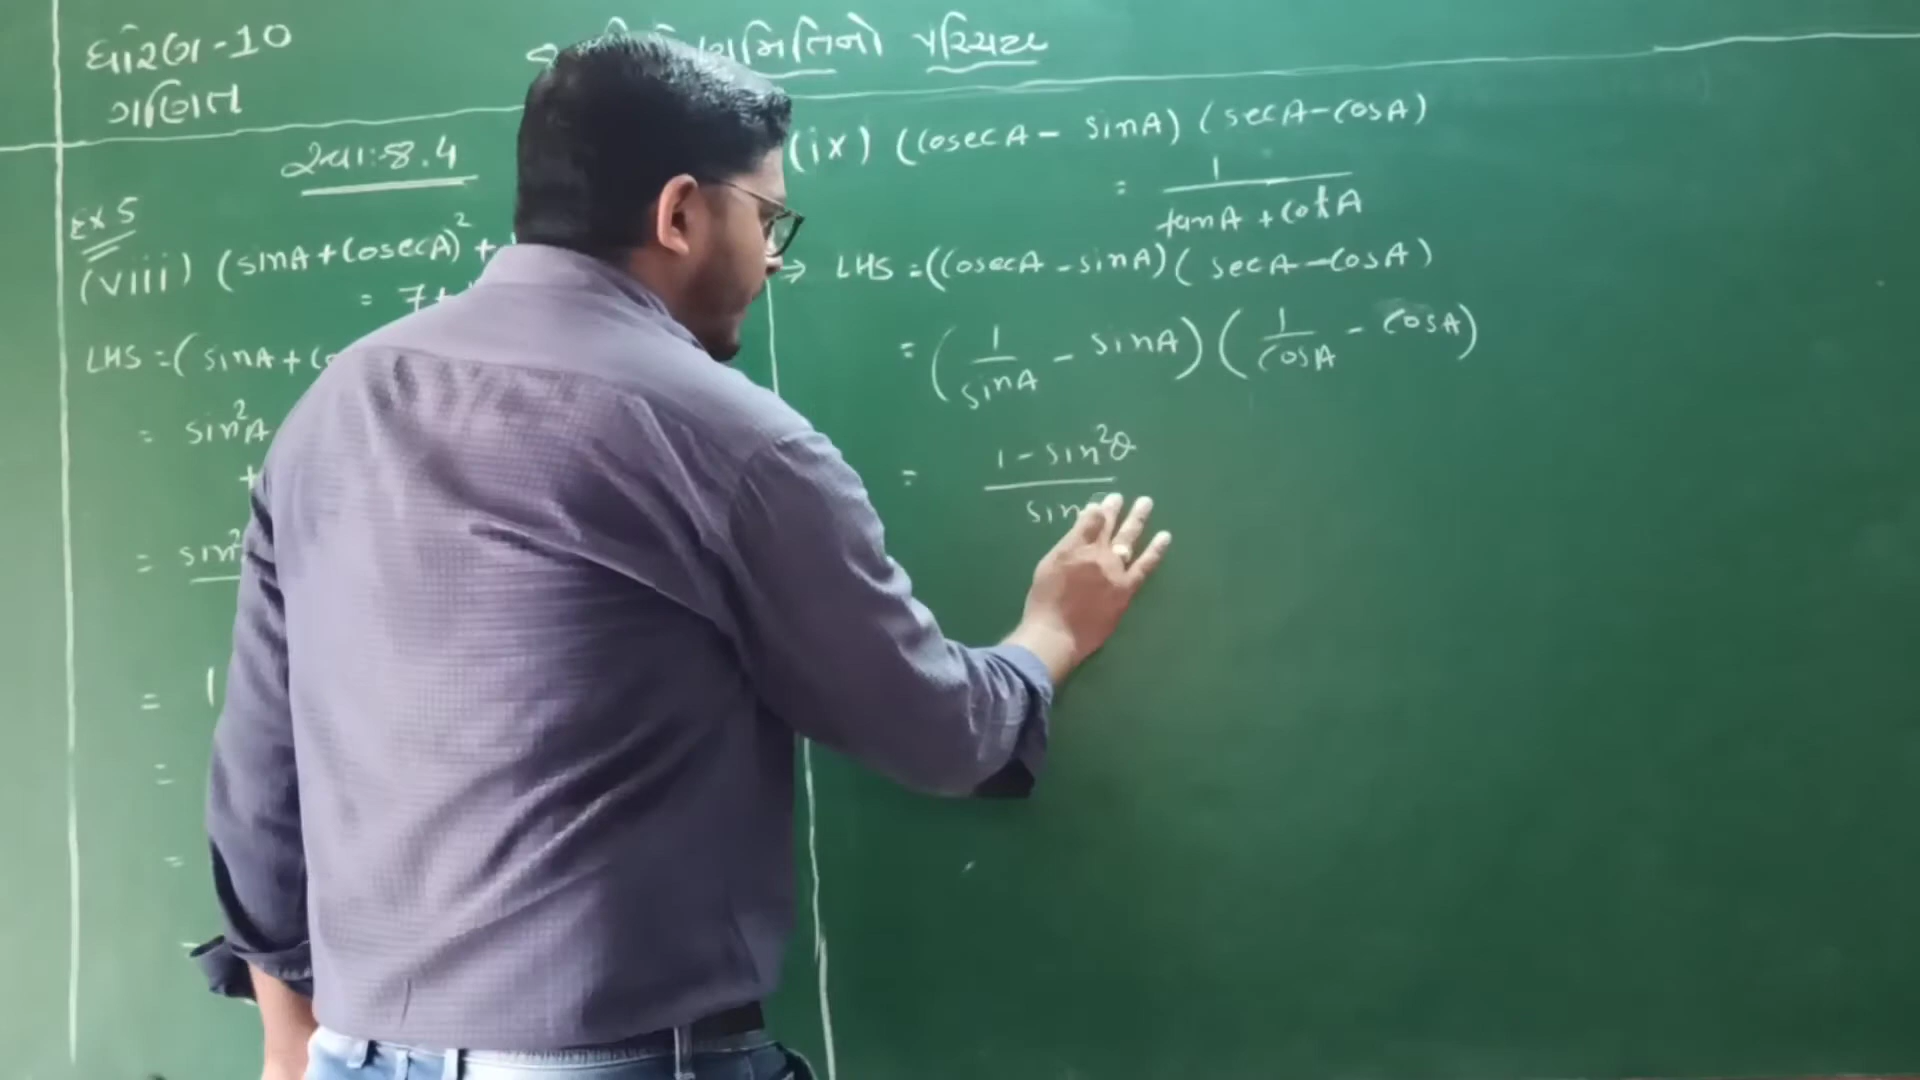 ધોરણ-10
ગણિત
પરિચય
સ્વા:-8.4
Ex 5
(viii) (sinA+CosecA)² +
= 7+
LHS =(sinA+
= sin²A
+
= sin²
= 1
=
=
(ix) (CosecA - sinA) (secA-CosA)
= 1/(tanA + CotA)
→ LHS =(CosecA - sinA) (secA-CosA)
= (1/sinA - sinA) (1/CosA - CosA)
= (1-sin²θ)/sin